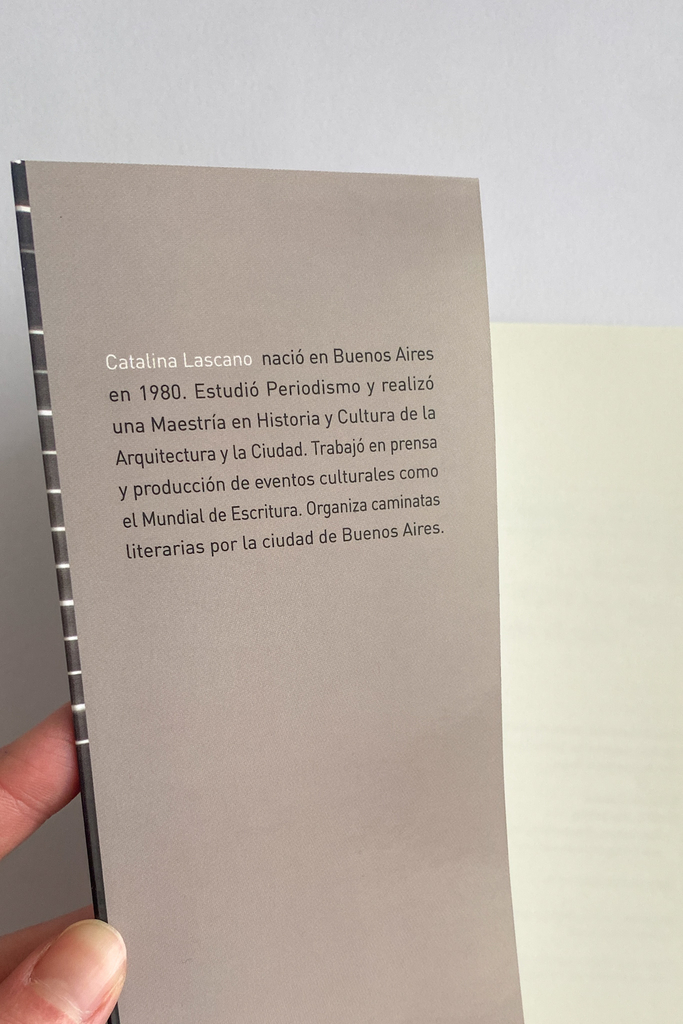 Catalina Lascano nació en Buenos Aires
en 1980. Estudió Periodismo y realizó
una Maestría en Historia y Cultura de la
Arquitectura y la Ciudad. Trabajó en prensa
y producción de eventos culturales como
el Mundial de Escritura. Organiza caminatas
literarias por la ciudad de Buenos Aires.